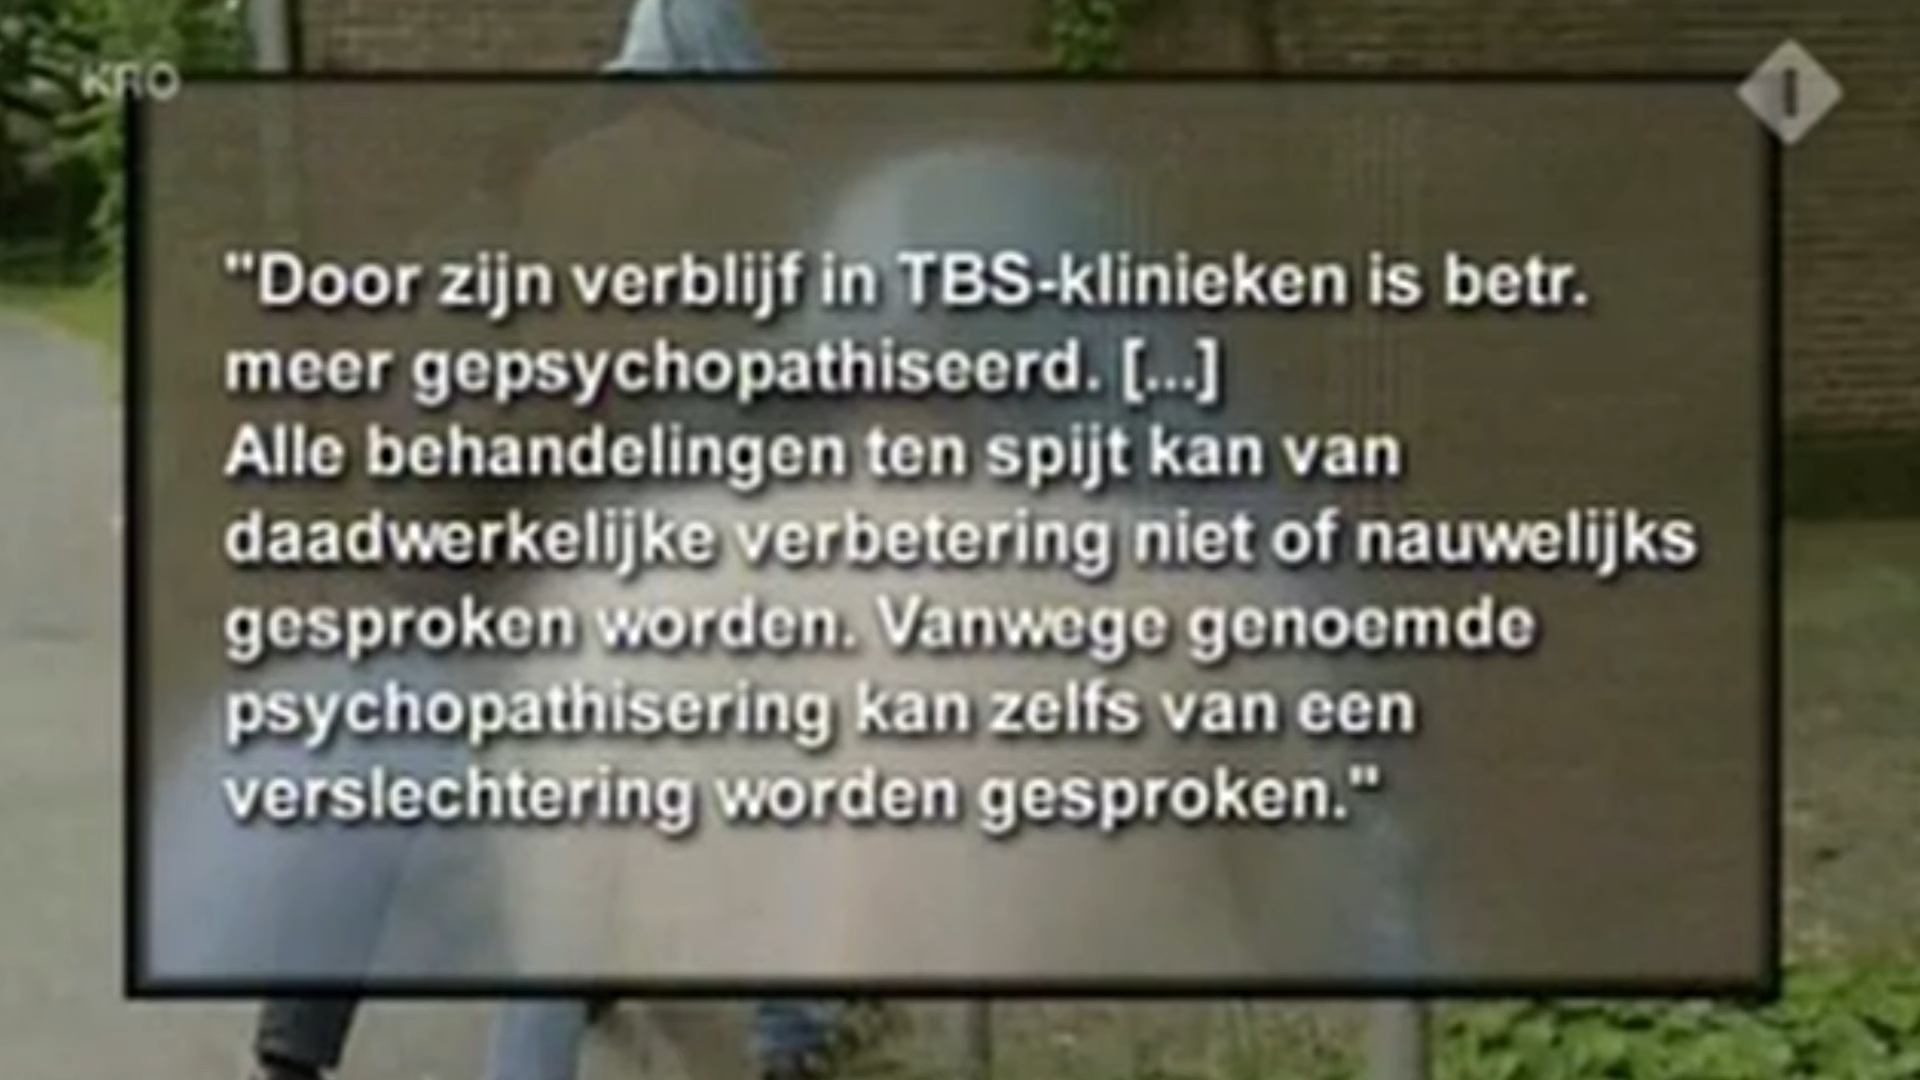 KRO
1
"Door zijn verblijf in TBS-klinieken is betr.
meer gepsychopathiseerd. [...]
Alle behandelingen ten spijt kan van
daadwerkelijke verbetering niet of nauwelijks
gesproken worden. Vanwege genoemde
psychopathisering kan zelfs van een
verslechtering worden gesproken."